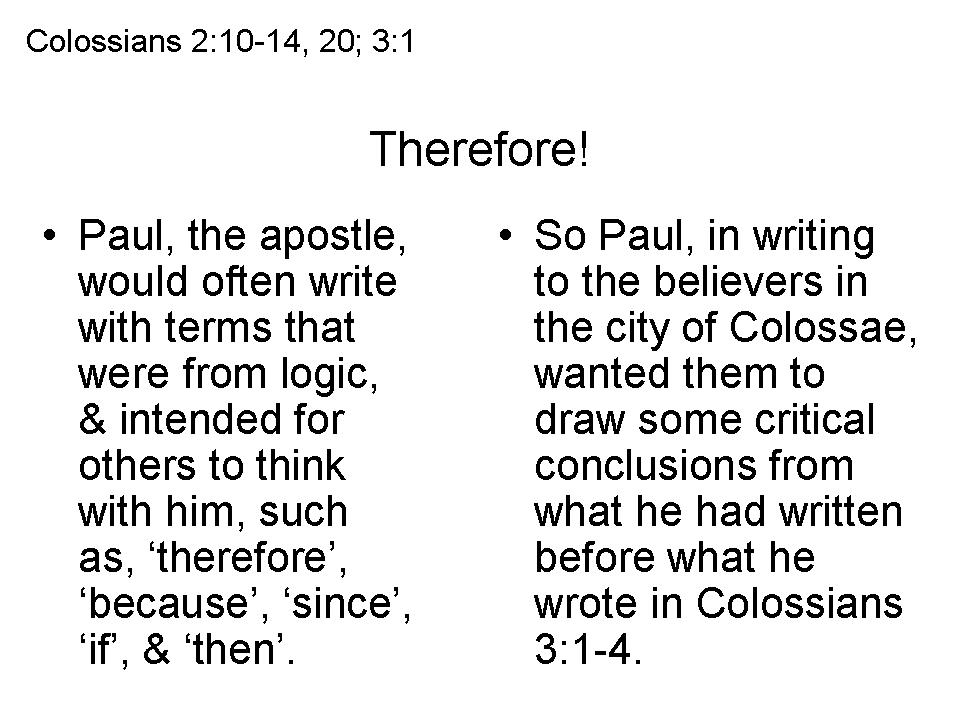 Colossians 2:10-14, 20; 3:1
Therefore!
• Paul, the apostle,
would often write
with terms that
were from logic,
& intended for
others to think
with him, such
as, ‘therefore’,
‘because’, ‘since’,
‘if’, & ‘then’.
• So Paul, in writing
to the believers in
the city of Colossae,
wanted them to
draw some critical
conclusions from
what he had written
before what he
wrote in Colossians
3:1-4.